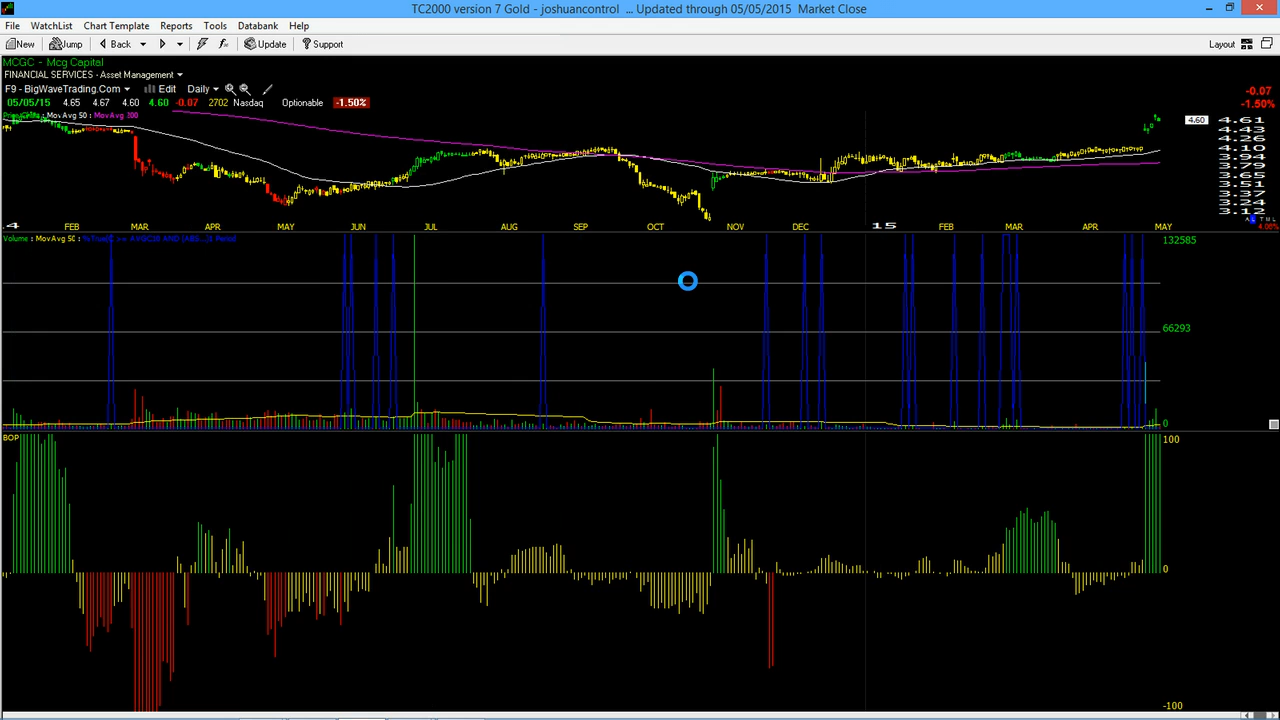 TC2000 version 7 Gold - joshuancontrol ... Updated through 05/05/2015 Market Close
File WatchList Chart Template Reports Tools Databank Help
New Jump Back Update Support Layout
MCGC - Mcg Capital
FINANCIAL SERVICES - Asset Management
F9 - BigWaveTrading.Com Edit Daily
-0.07
05/05/15 4.65 4.67 4.60 4.60 -0.07 2702 Nasdaq Optionable -1.50%
-1.50%
MovAvg 50 : MovAvg 200
4.60
4.61
4.43
4.26
4.10
3.94
3.79
3.65
3.51
3.37
3.24
3.12
4 FEB MAR APR MAY JUN JUL AUG SEP OCT NOV DEC 15 FEB MAR APR MAY
Volume : MovAvg 50 :
132585
66293
0
BOP
100
0
-100